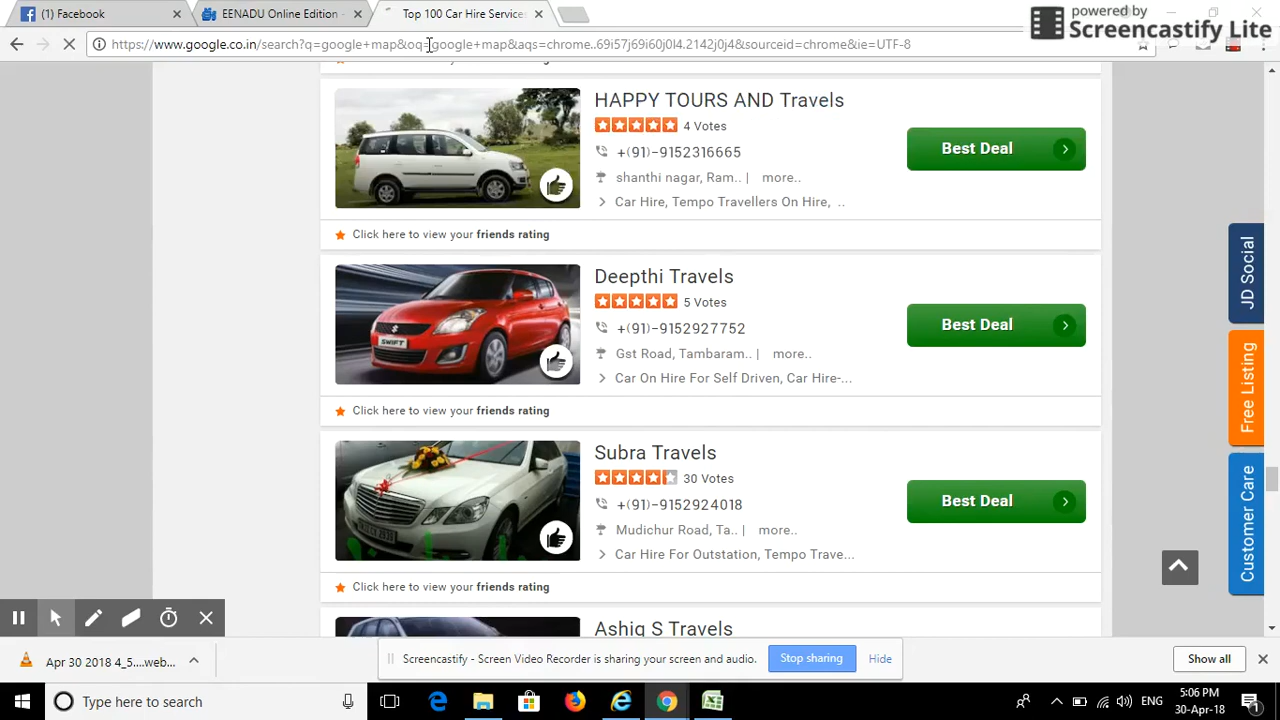 (1) Facebook
EENADU Online Edition -
Top 100 Car Hire Services
powered by
Screencastify Lite
https://www.google.co.in/search?q=google+map&oq=google+map&aqs=chrome..69i57j69i60j0l4.2142j0j4&sourceid=chrome&ie=UTF-8
HAPPY TOURS AND Travels
4 Votes
+(91)-9152316665
shanthi nagar, Ram.. | more..
Car Hire, Tempo Travellers On Hire, ..
Best Deal
Click here to view your friends rating
Deepthi Travels
5 Votes
+(91)-9152927752
Gst Road, Tambaram.. | more..
Car On Hire For Self Driven, Car Hire-...
Best Deal
SWIFT
Click here to view your friends rating
Subra Travels
30 Votes
+(91)-9152924018
Mudichur Road, Ta.. | more..
Car Hire For Outstation, Tempo Trave...
Best Deal
Click here to view your friends rating
Ashiq S Travels
JD Social
Free Listing
Customer Care
Apr 30 2018 4_5....web...
Screencastify - Screen Video Recorder is sharing your screen and audio.
Stop sharing
Hide
Show all
Type here to search
ENG
5:06 PM
30-Apr-18
1